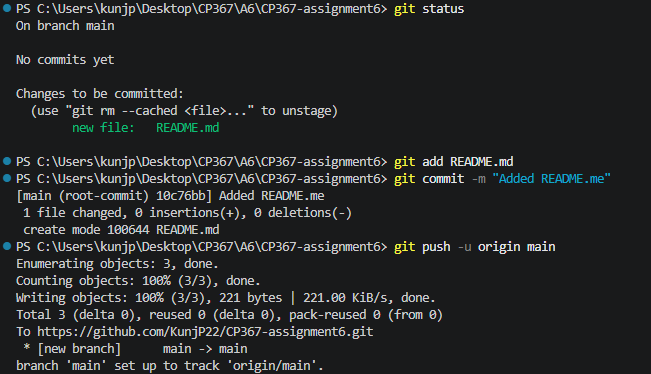 PS C:\Users\kunjp\Desktop\CP367\A6\CP367-assignment6> git status
On branch main
No commits yet
Changes to be committed:
(use "git rm --cached <file>..." to unstage)
new file:   README.md
PS C:\Users\kunjp\Desktop\CP367\A6\CP367-assignment6> git add README.md
PS C:\Users\kunjp\Desktop\CP367\A6\CP367-assignment6> git commit -m "Added README.me"
[main (root-commit) 10c76bb] Added README.me
1 file changed, 0 insertions(+), 0 deletions(-)
create mode 100644 README.md
PS C:\Users\kunjp\Desktop\CP367\A6\CP367-assignment6> git push -u origin main
Enumerating objects: 3, done.
Counting objects: 100% (3/3), done.
Writing objects: 100% (3/3), 221 bytes | 221.00 KiB/s, done.
Total 3 (delta 0), reused 0 (delta 0), pack-reused 0 (from 0)
To https://github.com/KunjP22/CP367-assignment6.git
* [new branch]      main -> main
branch 'main' set up to track 'origin/main'.